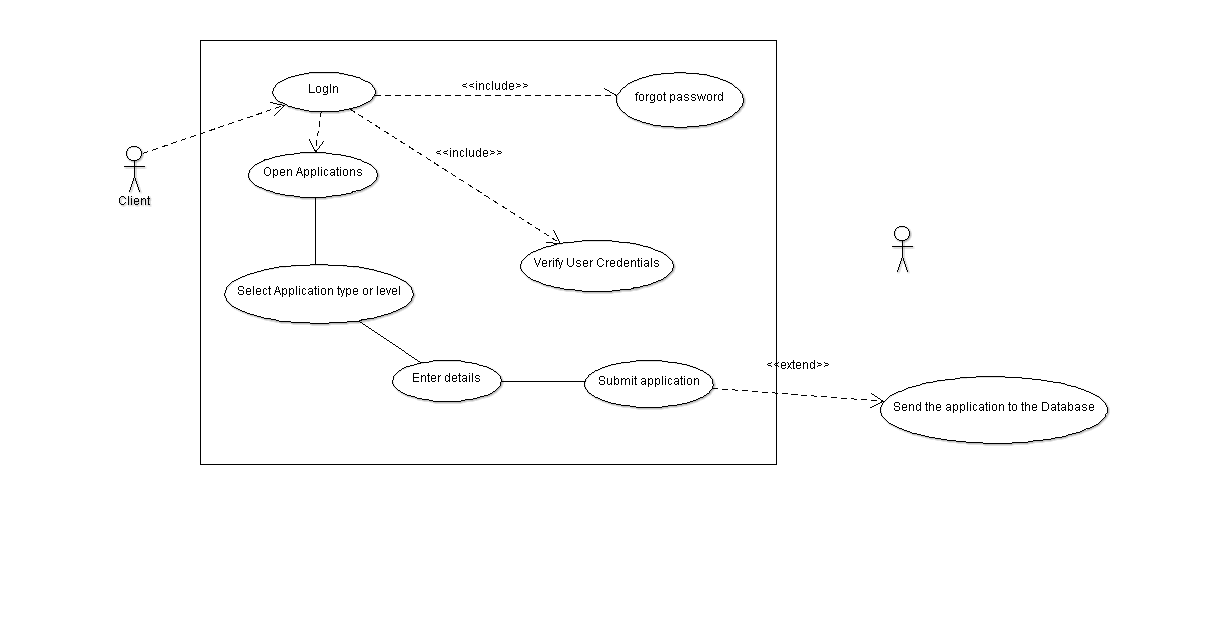 LogIn
<<include>>
forgot password
<<include>>
Open Applications
Client
Verify User Credentials
Select Application type or level
<<extend>>
Enter details
Submit application
Send the application to the Database